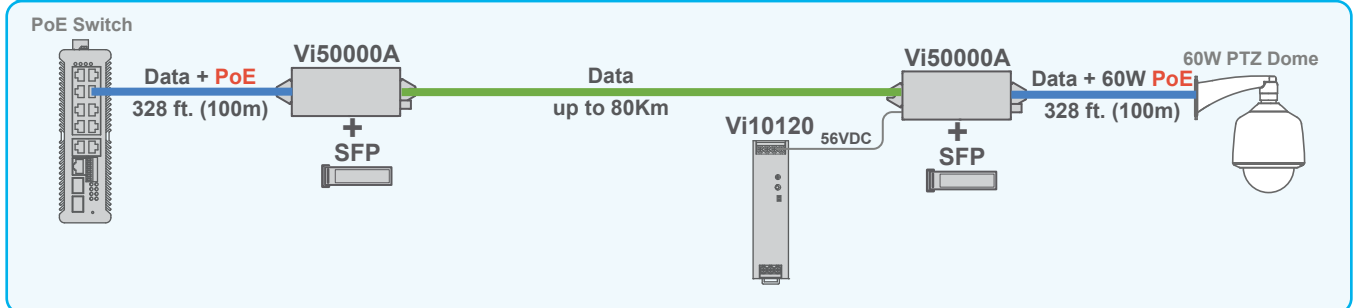 PoE Switch
Vi50000A
Data + PoE
328 ft. (100m)
+
SFP
Data
up to 80Km
Vi10120
56VDC
Vi50000A
+
SFP
Data + 60W PoE
328 ft. (100m)
60W PTZ Dome